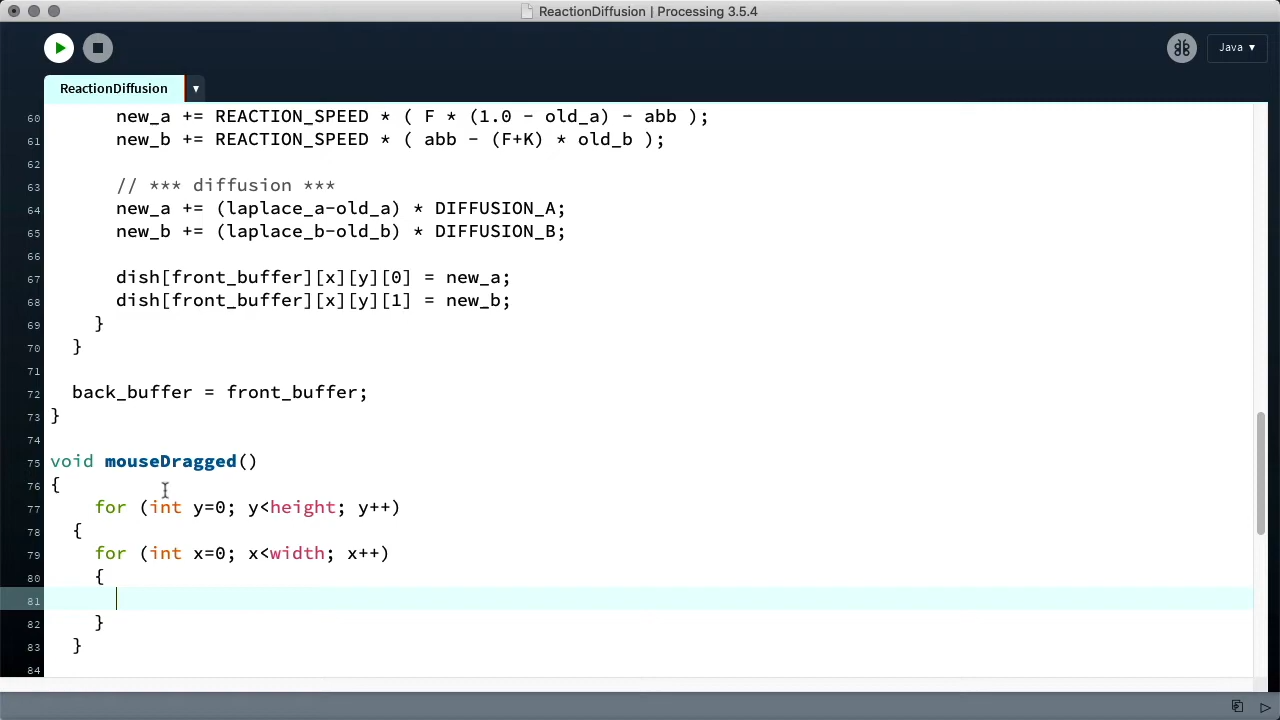 ReactionDiffusion | Processing 3.5.4
Java ▼
ReactionDiffusion ▼
60 new_a += REACTION_SPEED * ( F * (1.0 - old_a) - abb );
61 new_b += REACTION_SPEED * ( abb - (F+K) * old_b );
62
63 // *** diffusion ***
64 new_a += (laplace_a-old_a) * DIFFUSION_A;
65 new_b += (laplace_b-old_b) * DIFFUSION_B;
66
67 dish[front_buffer][x][y][0] = new_a;
68 dish[front_buffer][x][y][1] = new_b;
69 }
70 }
71
72 back_buffer = front_buffer;
73 }
74
75 void mouseDragged()
76 {
77 for (int y=0; y<height; y++)
78 {
79 for (int x=0; x<width; x++)
80 {
81
82 }
83 }
84